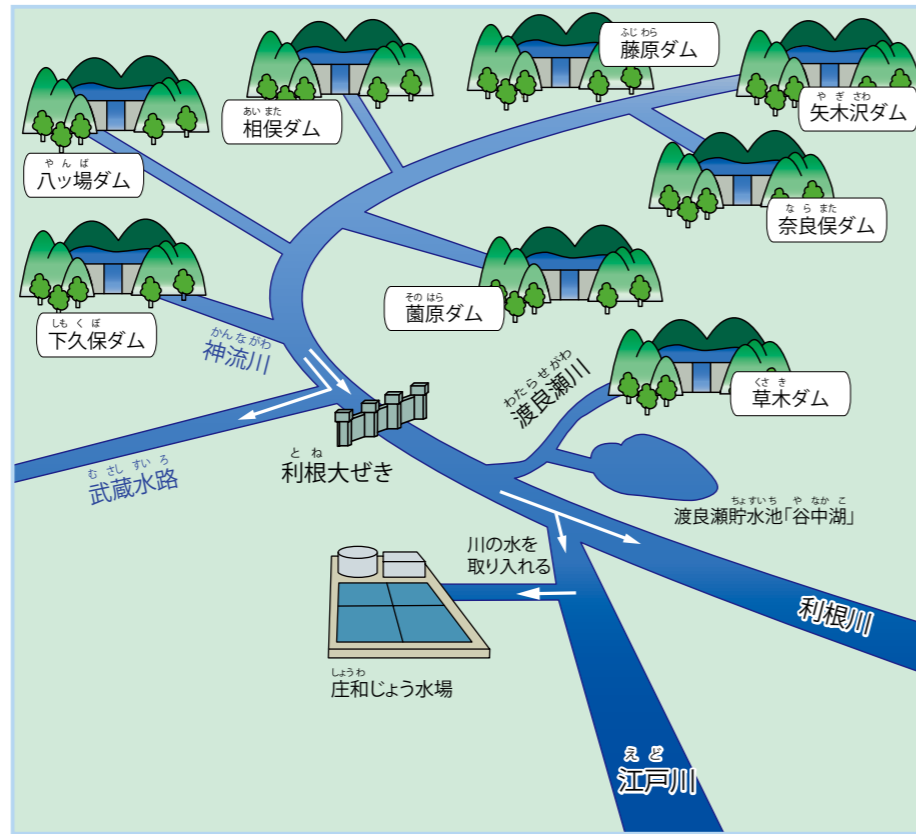 ふじ わら
藤原ダム
あい また
相俣ダム
や ぎ さわ
矢木沢ダム
や ん ば
八ッ場ダム
な ら また
奈良俣ダム
その はら
薗原ダム
しも く ぼ
下久保ダム
かんながわ
神流川
わたらせがわ
渡良瀬川
くさ き
草木ダム
と ね
利根大ぜき
む さし すい ろ
武蔵水路
ちょすいち や なか こ
渡良瀬貯水池「谷中湖」
川の水を
取り入れる
利根川
しょうわ
庄和じょう水場
え ど
江戸川